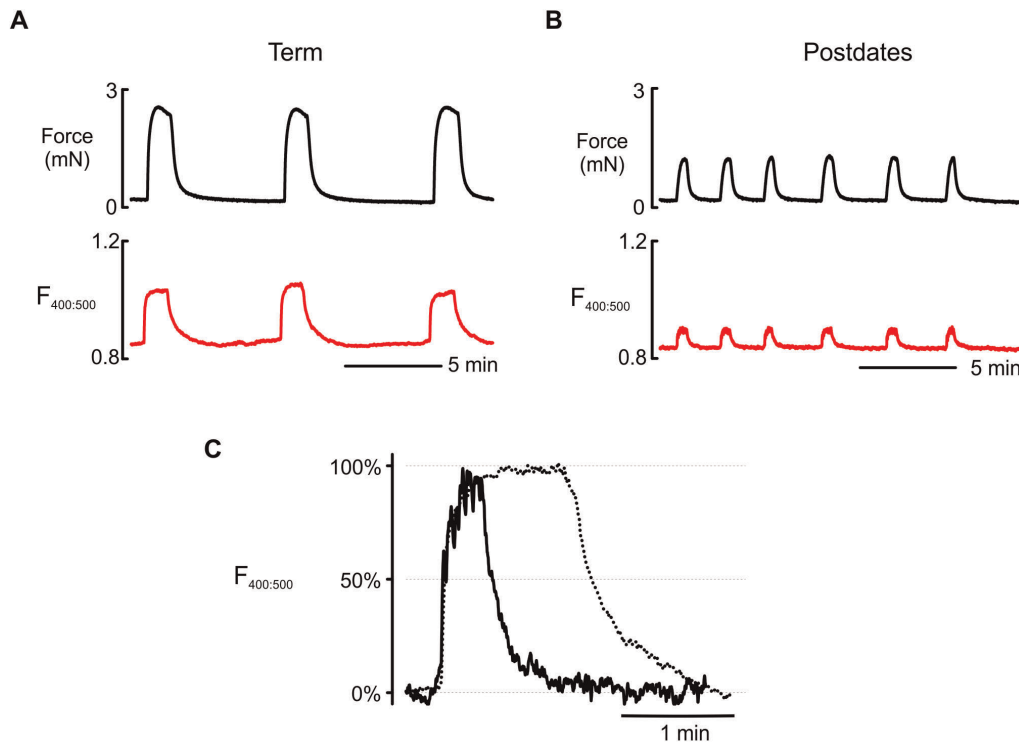 A
Term
3
Force
(mN)
0
1.2
F400:500
0.8
5 min
B
Postdates
3
Force
(mN)
0
1.2
F400:500
0.8
5 min
C
100%
F400:500
50%
0%
1 min